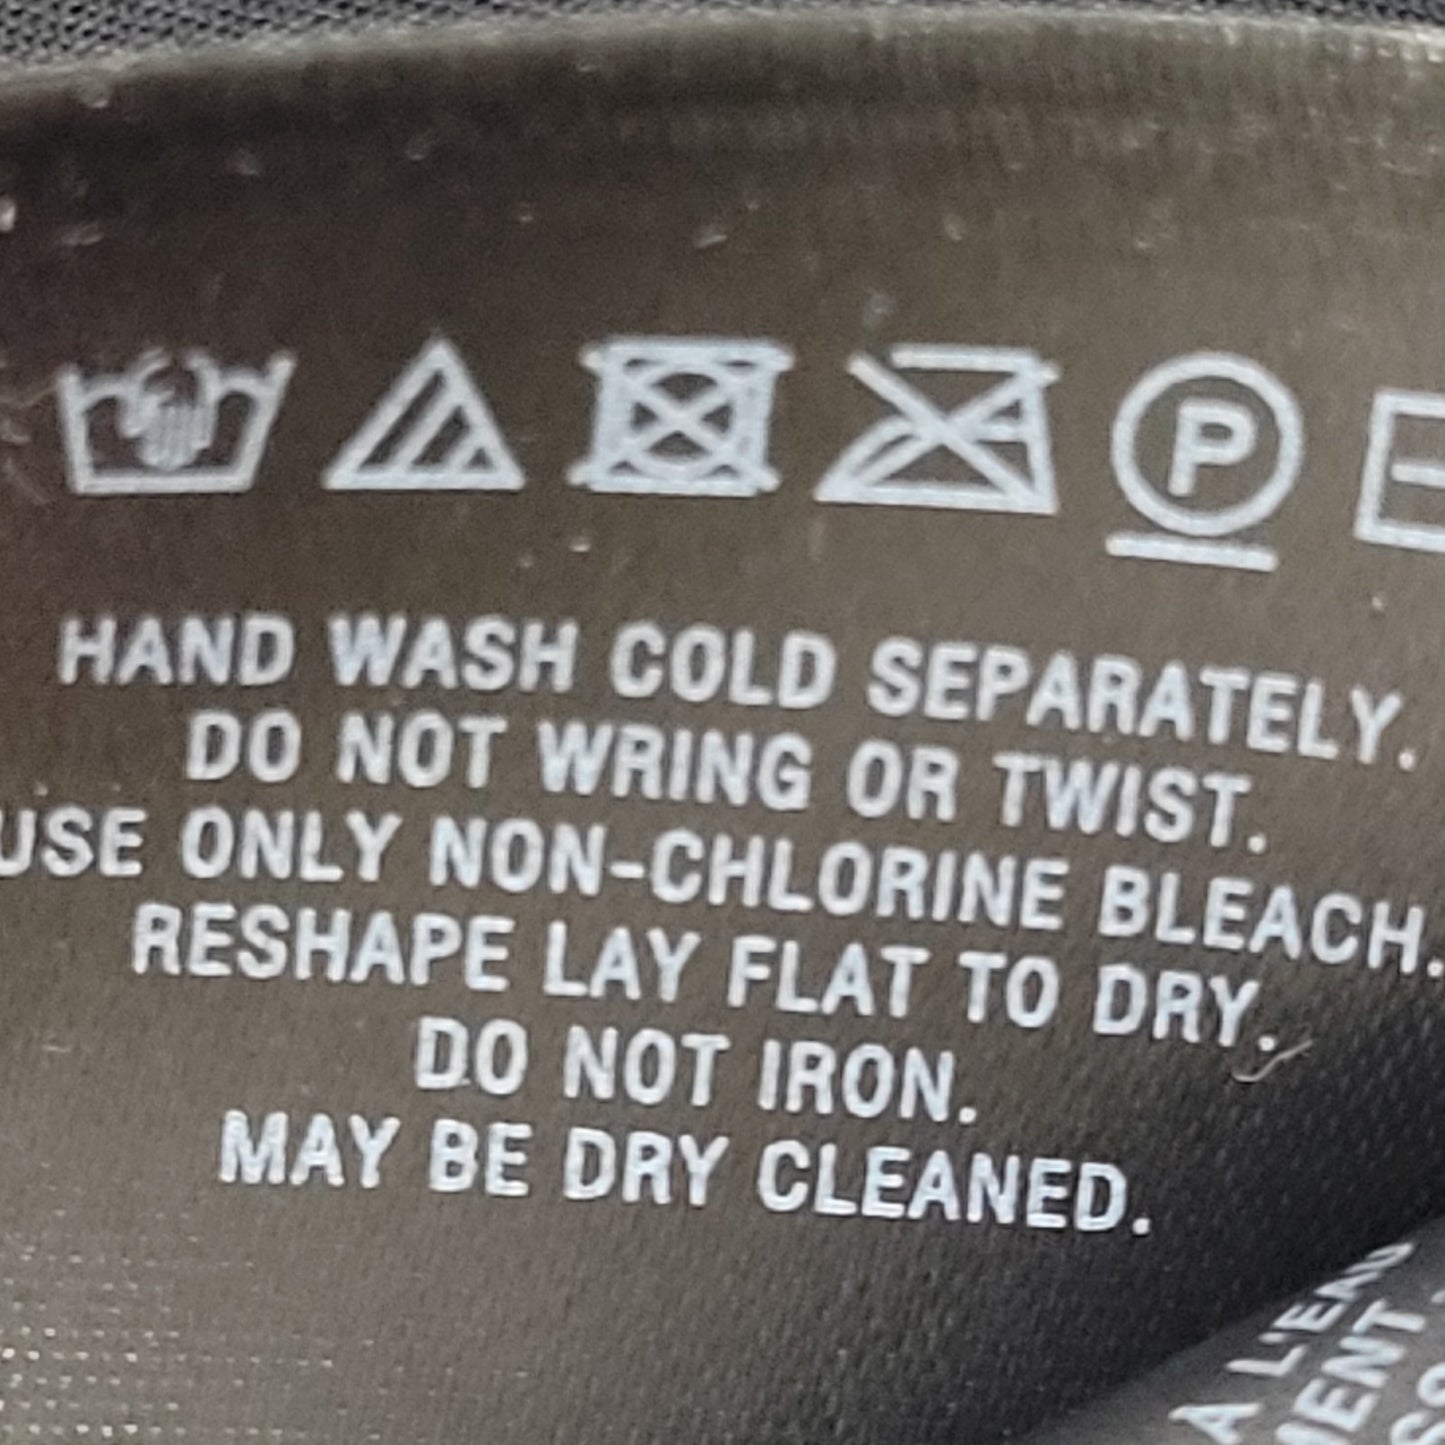 P
HAND WASH COLD SEPARATELY.
DO NOT WRING OR TWIST.
USE ONLY NON-CHLORINE BLEACH.
RESHAPE LAY FLAT TO DRY.
DO NOT IRON.
MAY BE DRY CLEANED.
A L'EAU